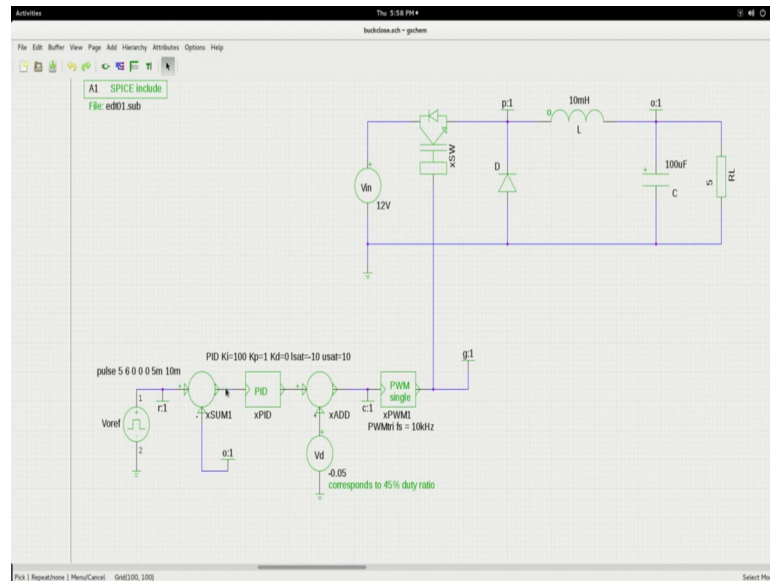 Activities
Thu 5:58 PM
buckclose.sch - gschem
File Edit Buffer View Page Add Hierarchy Attributes Options Help
A1 SPICE include
File: edt01.sub
p:1
10mH
L
o:1
xSW
D
100uF
C
5
RL
Vin
12V
PID Ki=100 Kp=1 Kd=0 lsat=-10 usat=10
pulse 5 6 0 0 0 5m 10m
g:1
1
r:1
xSUM1
PID
xPID
xADD
c:1
PWM
single
xPWM1
PWMtri fs = 10kHz
Voref
2
o:1
Vd
-0.05
corresponds to 45% duty ratio
Pick | Repeat/none | Menu/Cancel Grid(100, 100)
Select Mo